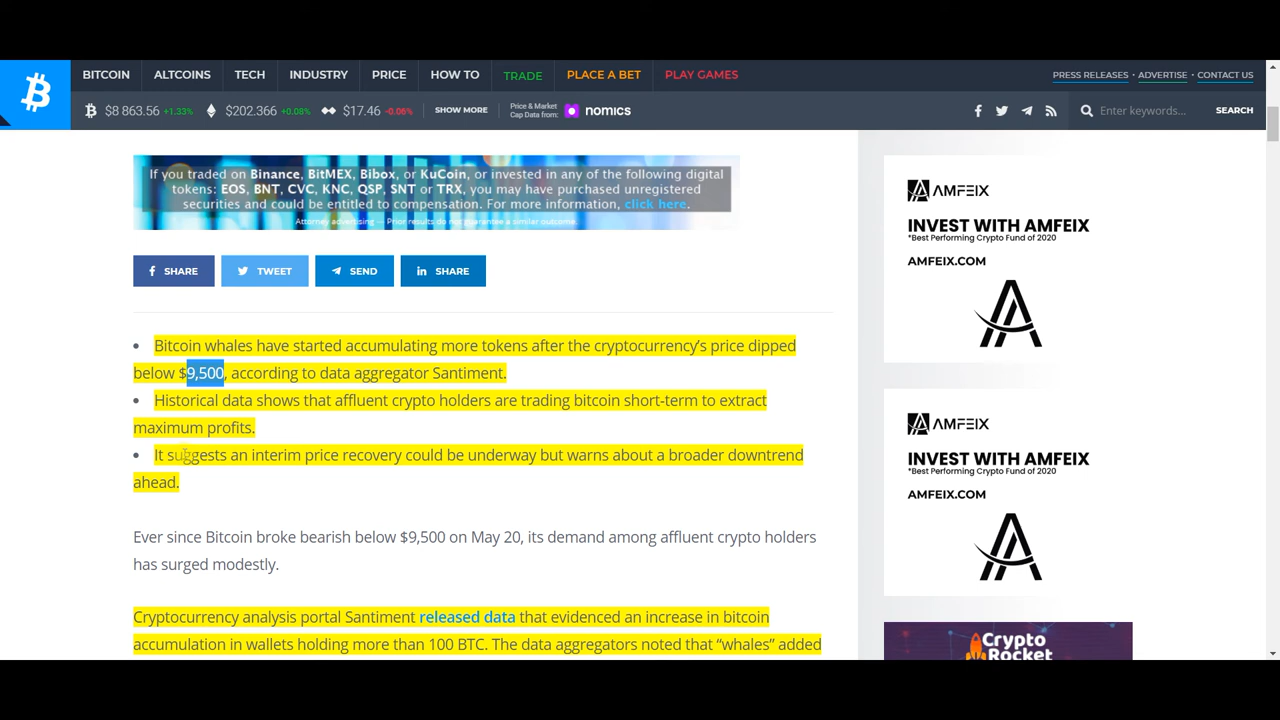 BITCOIN ALTCOINS TECH INDUSTRY PRICE HOW TO TRADE PLACE A BET PLAY GAMES PRESS RELEASES • ADVERTISE • CONTACT US
$8 863.56 +1.33% $202.366 +0.08% $17.46 -0.06% SHOW MORE Price & Market Cap Data from: nomics Enter keywords... SEARCH
If you traded on Binance, BitMEX, Bibox, or KuCoin, or invested in any of the following digital
tokens: EOS, BNT, CVC, KNC, QSP, SNT or TRX, you may have purchased unregistered
securities and could be entitled to compensation. For more information, click here.
Attorney advertising — Prior results do not guarantee a similar outcome.
SHARE TWEET SEND SHARE
• Bitcoin whales have started accumulating more tokens after the cryptocurrency's price dipped
below $9,500, according to data aggregator Santiment.
• Historical data shows that affluent crypto holders are trading bitcoin short-term to extract
maximum profits.
• It suggests an interim price recovery could be underway but warns about a broader downtrend
ahead.
Ever since Bitcoin broke bearish below $9,500 on May 20, its demand among affluent crypto holders
has surged modestly.
Cryptocurrency analysis portal Santiment released data that evidenced an increase in bitcoin
accumulation in wallets holding more than 100 BTC. The data aggregators noted that “whales” added
AMFEIX
INVEST WITH AMFEIX
*Best Performing Crypto Fund of 2020
AMFEIX.COM
AMFEIX
INVEST WITH AMFEIX
*Best Performing Crypto Fund of 2020
AMFEIX.COM
Crypto
Rocket